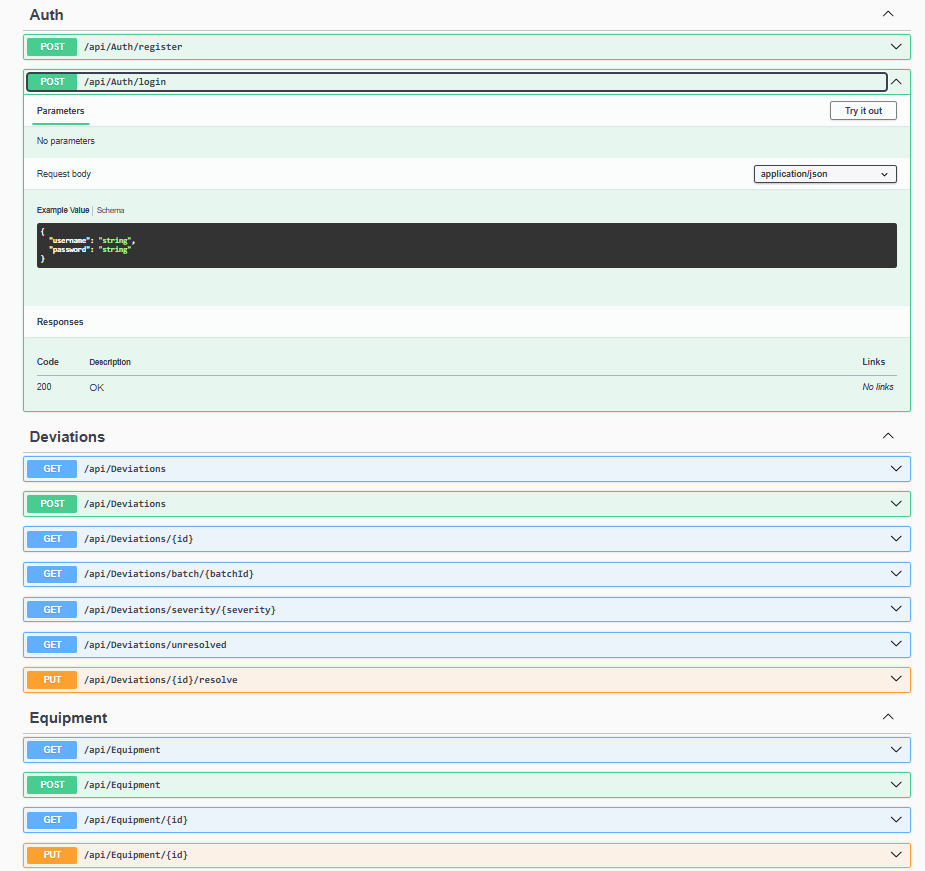 Auth
POST /api/Auth/register
POST /api/Auth/login
Parameters Try it out
No parameters
Request body application/json
Example Value | Schema
{
"username": "string",
"password": "string"
}
Responses
Code Description Links
200 OK No links
Deviations
GET /api/Deviations
POST /api/Deviations
GET /api/Deviations/{id}
GET /api/Deviations/batch/{batchId}
GET /api/Deviations/severity/{severity}
GET /api/Deviations/unresolved
PUT /api/Deviations/{id}/resolve
Equipment
GET /api/Equipment
POST /api/Equipment
GET /api/Equipment/{id}
PUT /api/Equipment/{id}